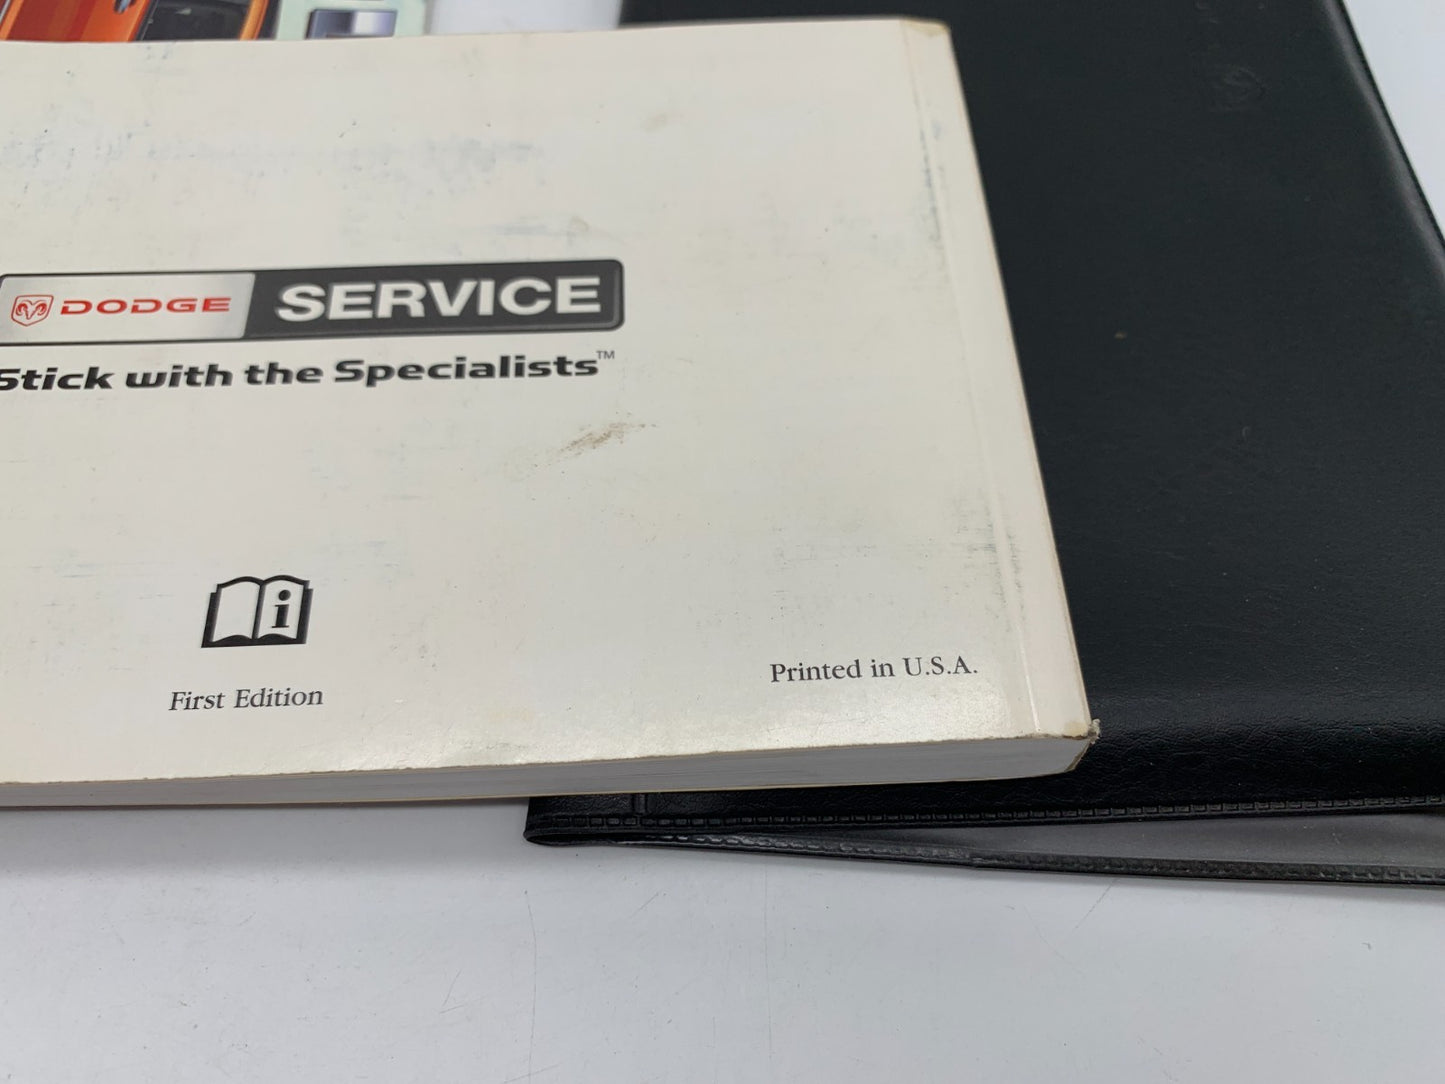 DODGE SERVICE
Stick with the Specialists™
i
First Edition
Printed in U.S.A.